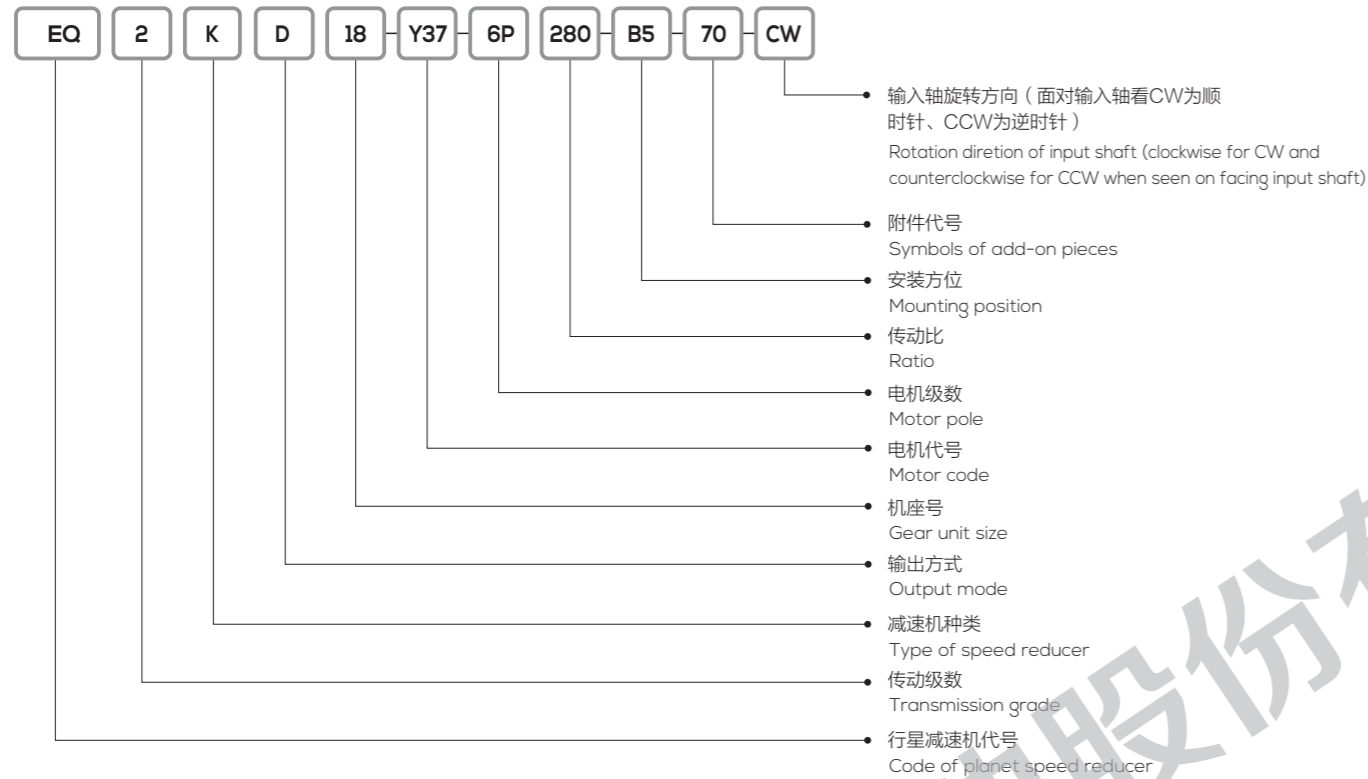 EQ 2 K D 18 - Y37 - 6P 280 - B5 - 70 - CW
输入轴旋转方向（面对输入轴看CW为顺
时针、CCW为逆时针）
Rotation diretion of input shaft (clockwise for CW and
counterclockwise for CCW when seen on facing input shaft)
附件代号
Symbols of add-on pieces
安装方位
Mounting position
传动比
Ratio
电机级数
Motor pole
电机代号
Motor code
机座号
Gear unit size
输出方式
Output mode
减速机种类
Type of speed reducer
传动级数
Transmission grade
行星减速机代号
Code of planet speed reducer
股份